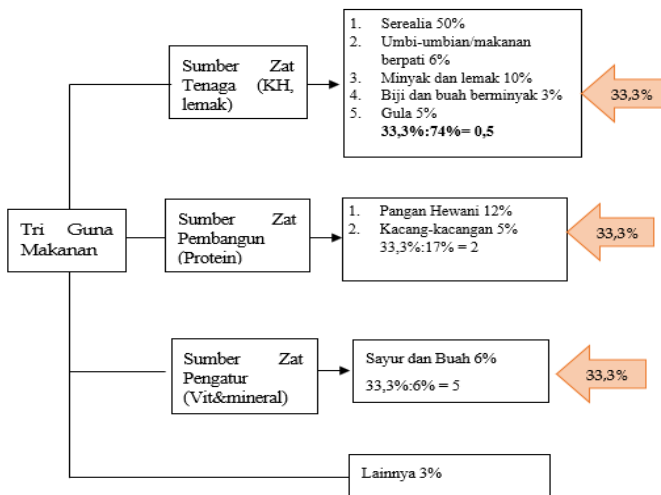 Tri Guna
Makanan
Sumber Zat
Tenaga (KH,
lemak)
1. Serealia 50%
2. Umbi-umbian/makanan
berpati 6%
3. Minyak dan lemak 10%
4. Biji dan buah berminyak 3%
5. Gula 5%
33,3%:74%= 0,5
33,3%
Sumber Zat
Pembangun
(Protein)
1. Pangan Hewani 12%
2. Kacang-kacangan 5%
33,3%:17% = 2
33,3%
Sumber Zat
Pengatur
(Vit&mineral)
Sayur dan Buah 6%
33,3%:6% = 5
33,3%
Lainnya 3%